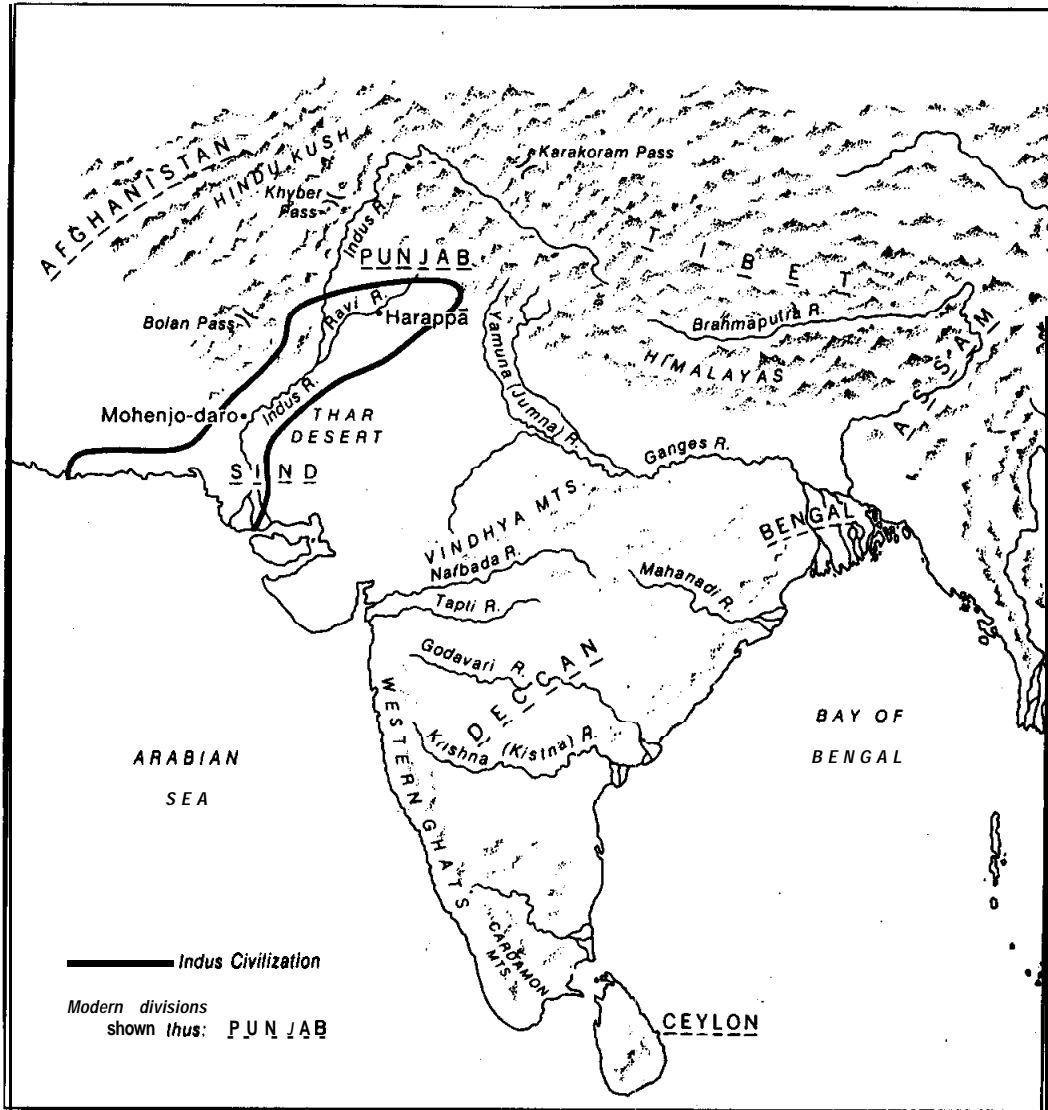 AFGHANISTAN
HINDU KUSH
Khyber
Pass
Karakoram Pass
Indus R.
PUNJAB
TIBET
Ravi R.
Harappā
Bolan Pass
Yamuna (Jumna) R.
Brahmaputra R.
HIMALAYAS
ASSAM
Mohenjo-daro
Indus R.
THAR
DESERT
Ganges R.
SIND
VINDHYA MTS.
BENGAL
Narbada R.
Mahanadi R.
Tapti R.
Godavari R.
DECCAN
WESTERN GHATS
Krishna (Kistna) R.
BAY OF
BENGAL
ARABIAN
SEA
CARDAMON
MTS.
Indus Civilization
Modern divisions
shown thus: PUNJAB
CEYLON